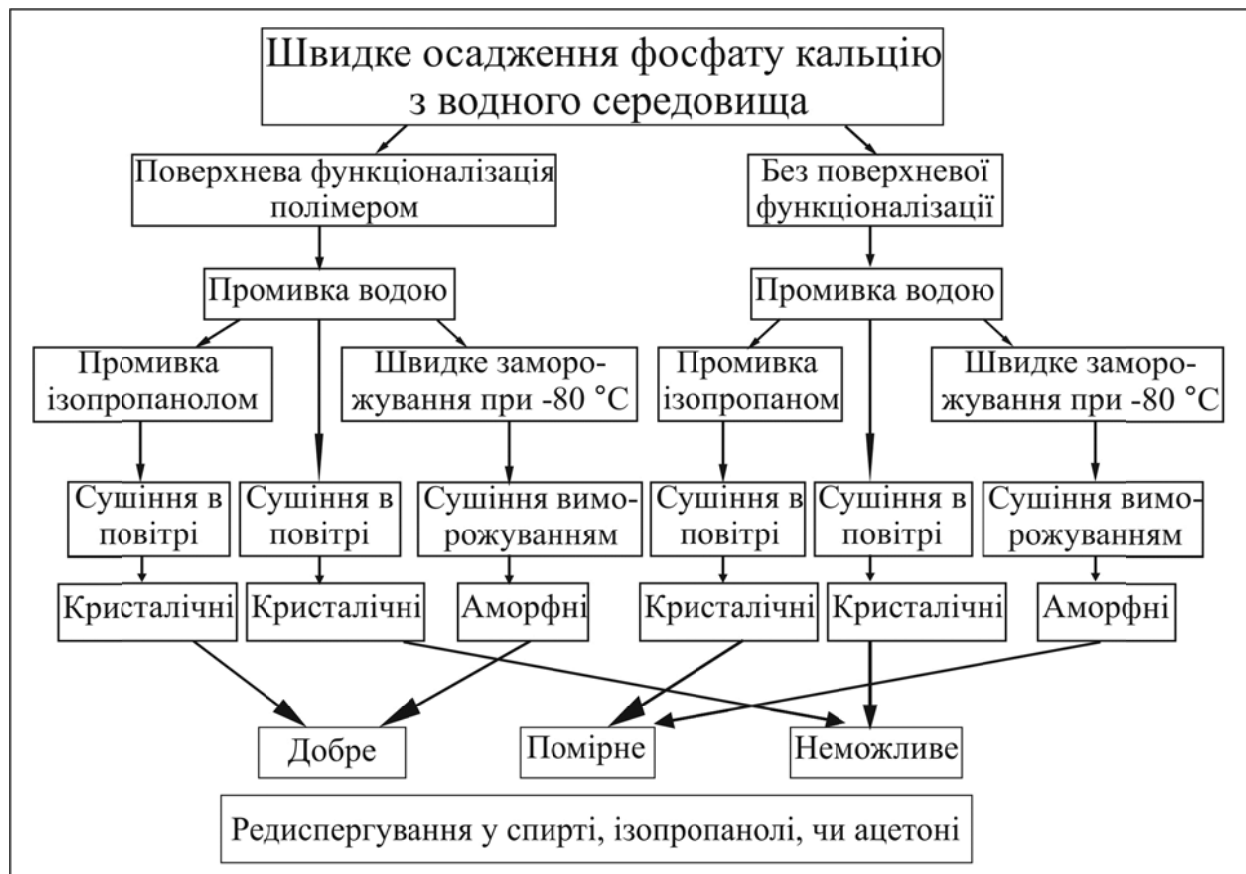 Швидке осадження фосфату кальцію
з водного середовища
Поверхнева функціоналізація
полімером
Без поверхневої
функціоналізації
Промивка водою
Промивка водою
Промивка
ізопропанолом
Швидке заморо-
жування при -80 °C
Промивка
ізопропаном
Швидке заморо-
жування при -80 °C
Сушіння в
повітрі
Сушіння в
повітрі
Сушіння вимо-
рожуванням
Сушіння в
повітрі
Сушіння в
повітрі
Сушіння вимо-
рожуванням
Кристалічні
Кристалічні
Аморфні
Кристалічні
Кристалічні
Аморфні
Добре
Помірне
Неможливе
Редиспергування у спирті, ізопропанолі, чи ацетоні